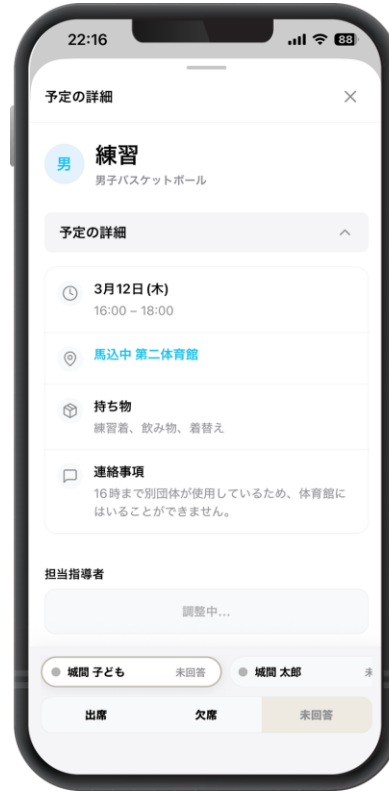 22:16
88
予定の詳細
男
練習
男子バスケットボール
予定の詳細
3月12日(木)
16:00 – 18:00
馬込中 第二体育館
持ち物
練習着、飲み物、着替え
連絡事項
16時まで別団体が使用しているため、体育館に
はいることができません。
担当指導者
調整中...
城間 子ども 未回答
城間 太郎
出席 欠席 未回答